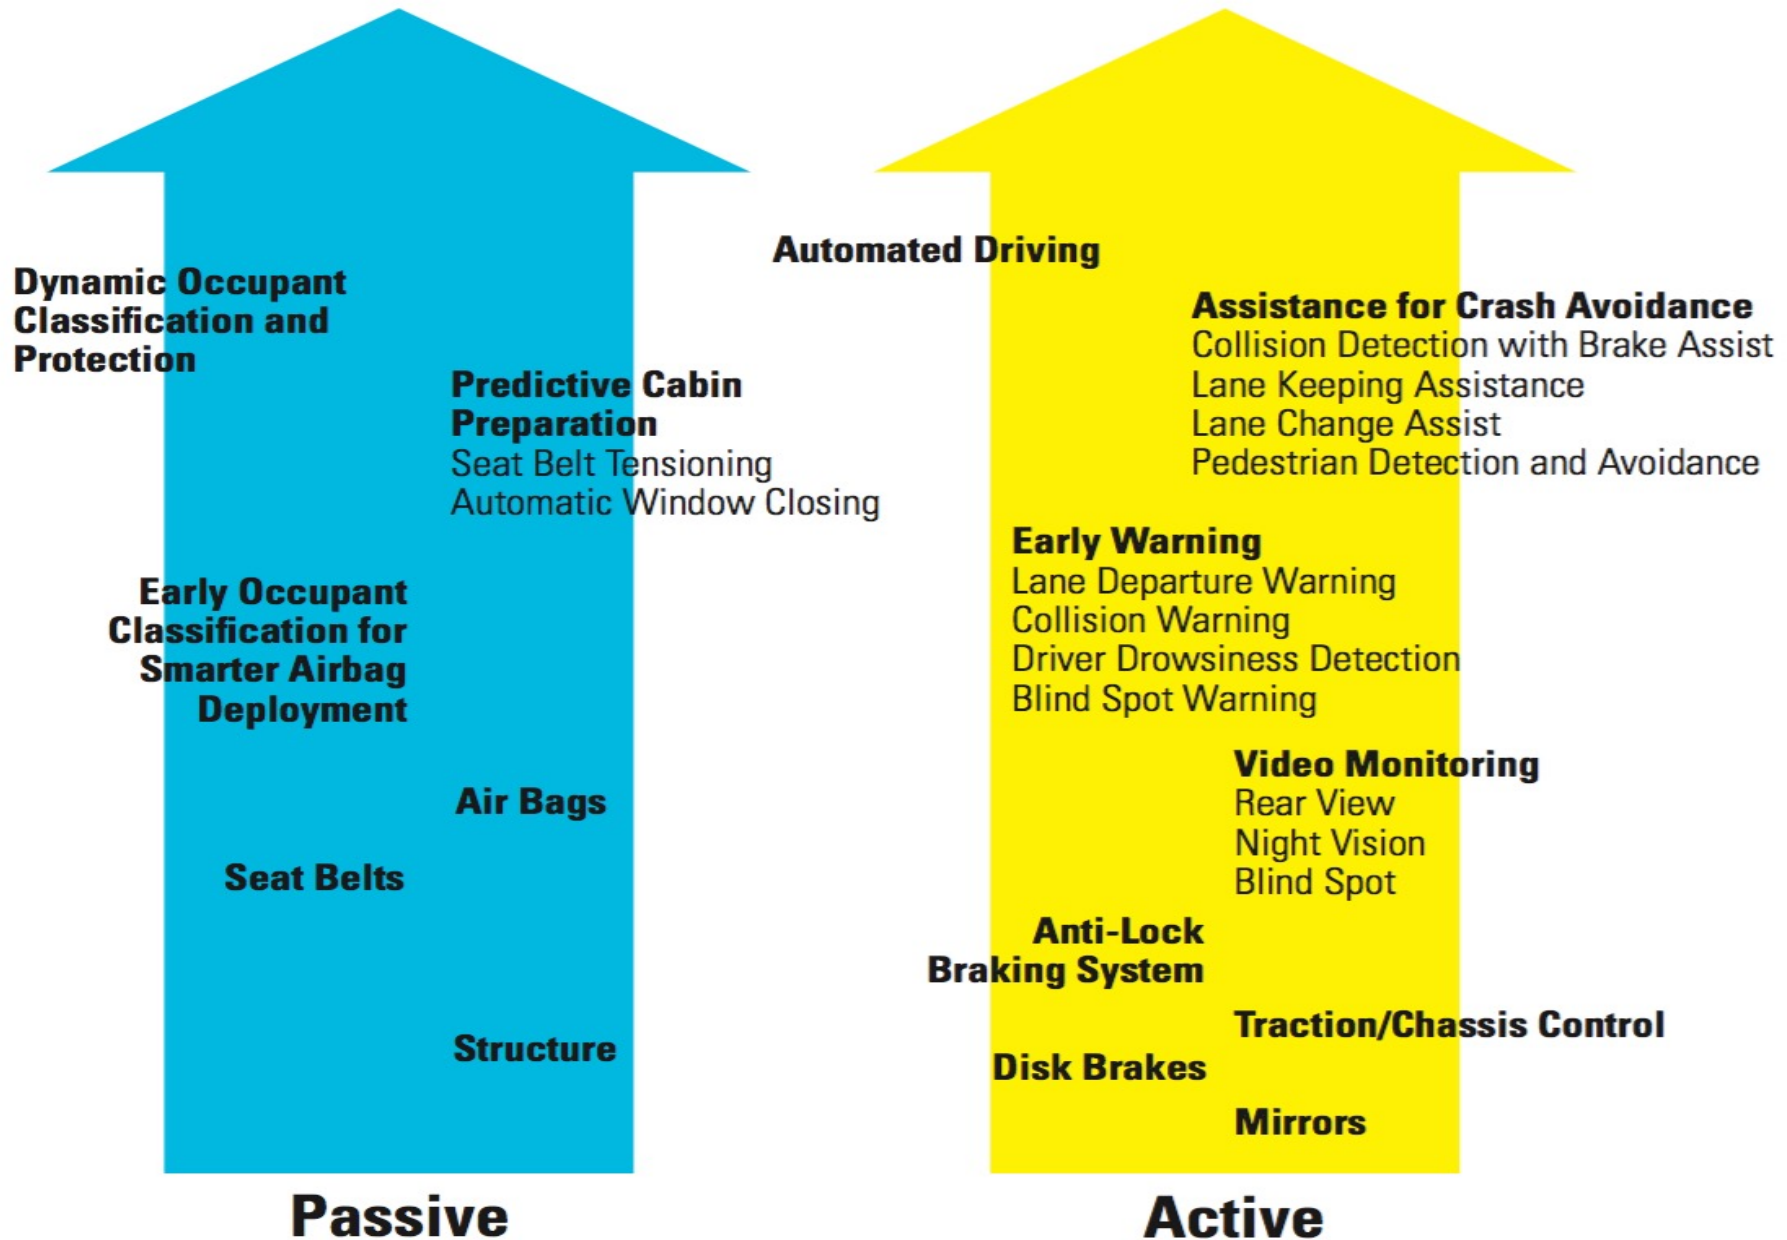 Dynamic Occupant
Classification and
Protection
Predictive Cabin
Preparation
Seat Belt Tensioning
Automatic Window Closing
Early Occupant
Classification for
Smarter Airbag
Deployment
Air Bags
Seat Belts
Structure
Passive
Automated Driving
Assistance for Crash Avoidance
Collision Detection with Brake Assist
Lane Keeping Assistance
Lane Change Assist
Pedestrian Detection and Avoidance
Early Warning
Lane Departure Warning
Collision Warning
Driver Drowsiness Detection
Blind Spot Warning
Video Monitoring
Rear View
Night Vision
Blind Spot
Anti-Lock
Braking System
Traction/Chassis Control
Disk Brakes
Mirrors
Active